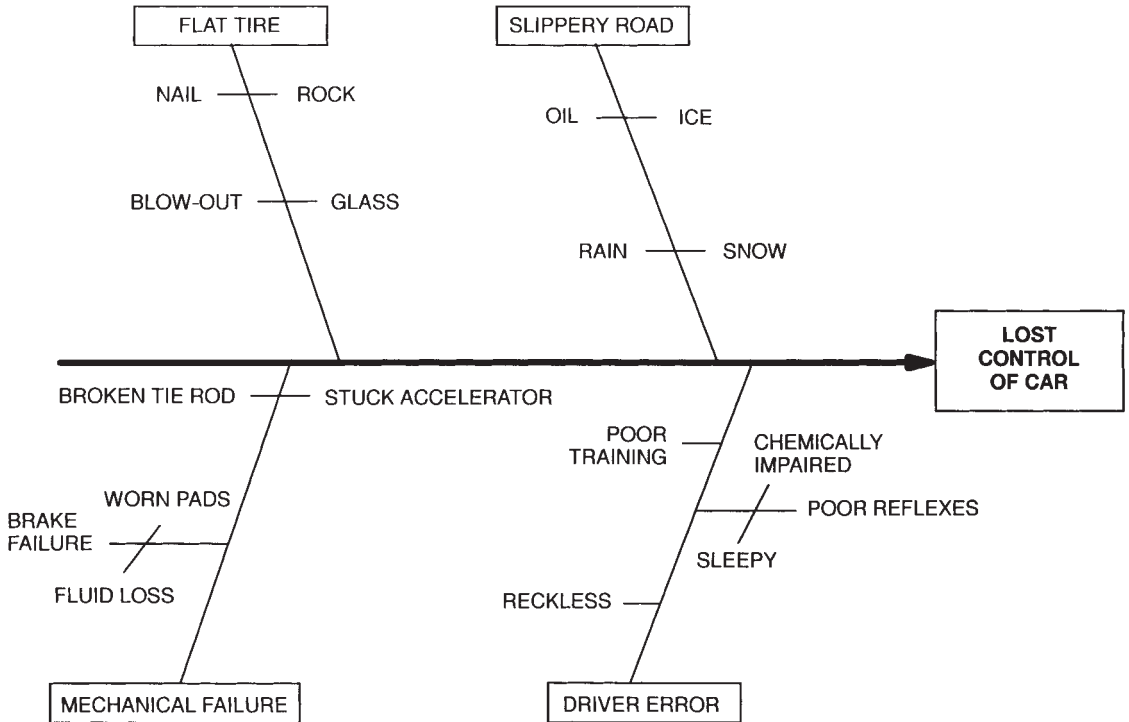 FLAT TIRE
SLIPPERY ROAD
NAIL
ROCK
OIL
ICE
BLOW-OUT
GLASS
RAIN
SNOW
LOST
CONTROL
OF CAR
BROKEN TIE ROD
STUCK ACCELERATOR
POOR
TRAINING
CHEMICALLY
IMPAIRED
WORN PADS
BRAKE
FAILURE
POOR REFLEXES
SLEEPY
FLUID LOSS
RECKLESS
MECHANICAL FAILURE
DRIVER ERROR